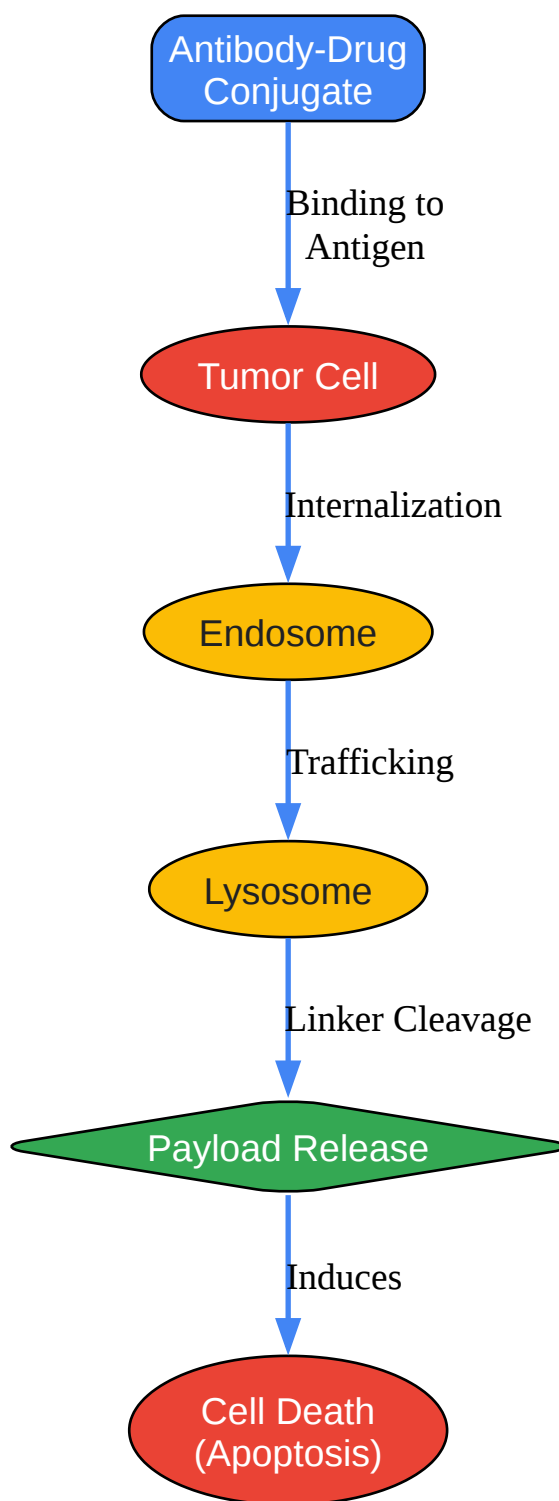 Antibody-Drug
Conjugate
Binding to
Antigen
Tumor Cell
Internalization
Endosome
Trafficking
Lysosome
Linker Cleavage
Payload Release
Induces
Cell Death
(Apoptosis)